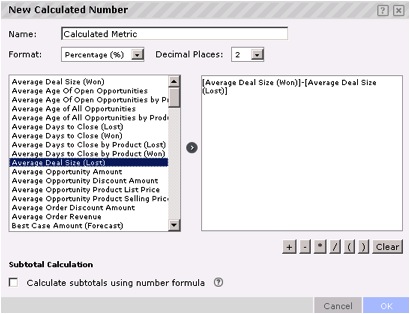 New Calculated Number
Name: Calculated Metric
Format: Percentage (%) Decimal Places: 2
Average Deal Size (Won)
Average Age Of Open Opportunities
Average Age Of Open Opportunities by Pr
Average Age of All Opportunities
Average Age of All Opportunities by Produ
Average Days to Close (Lost)
Average Days to Close (Won)
Average Days to Close by Product (Lost)
Average Days to Close by Product (Won)
Average Deal Size (Lost)
Average Opportunity Amount
Average Opportunity Discount Amount
Average Opportunity Product List Price
Average Opportunity Product Selling Pric
Average Order Discount Amount
Average Order Revenue
Best Case Amount (Forecast)
[Average Deal Size (Won)]-[Average Deal Size
(Lost)]
+ - * / ( ) Clear
Subtotal Calculation
Calculate subtotals using number formula ?
Cancel OK